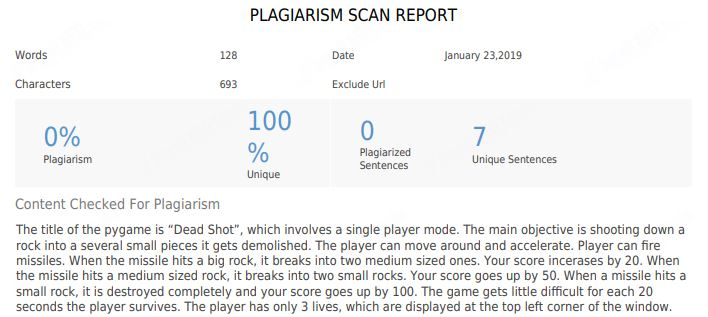 PLAGIARISM SCAN REPORT
Words 128 Date January 23,2019
Characters 693 Exclude Url
0% Plagiarism
100 % Unique
0 Plagiarized Sentences
7 Unique Sentences
Content Checked For Plagiarism
The title of the pygame is “Dead Shot”, which involves a single player mode. The main objective is shooting down a
rock into a several small pieces it gets demolished. The player can move around and accelerate. Player can fire
missiles. When the missile hits a big rock, it breaks into two medium sized ones. Your score incerases by 20. When
the missile hits a medium sized rock, it breaks into two small rocks. Your score goes up by 50. When a missile hits a
small rock, it is destroyed completely and your score goes up by 100. The game gets little difficult for each 20
seconds the player survives. The player has only 3 lives, which are displayed at the top left corner of the window.